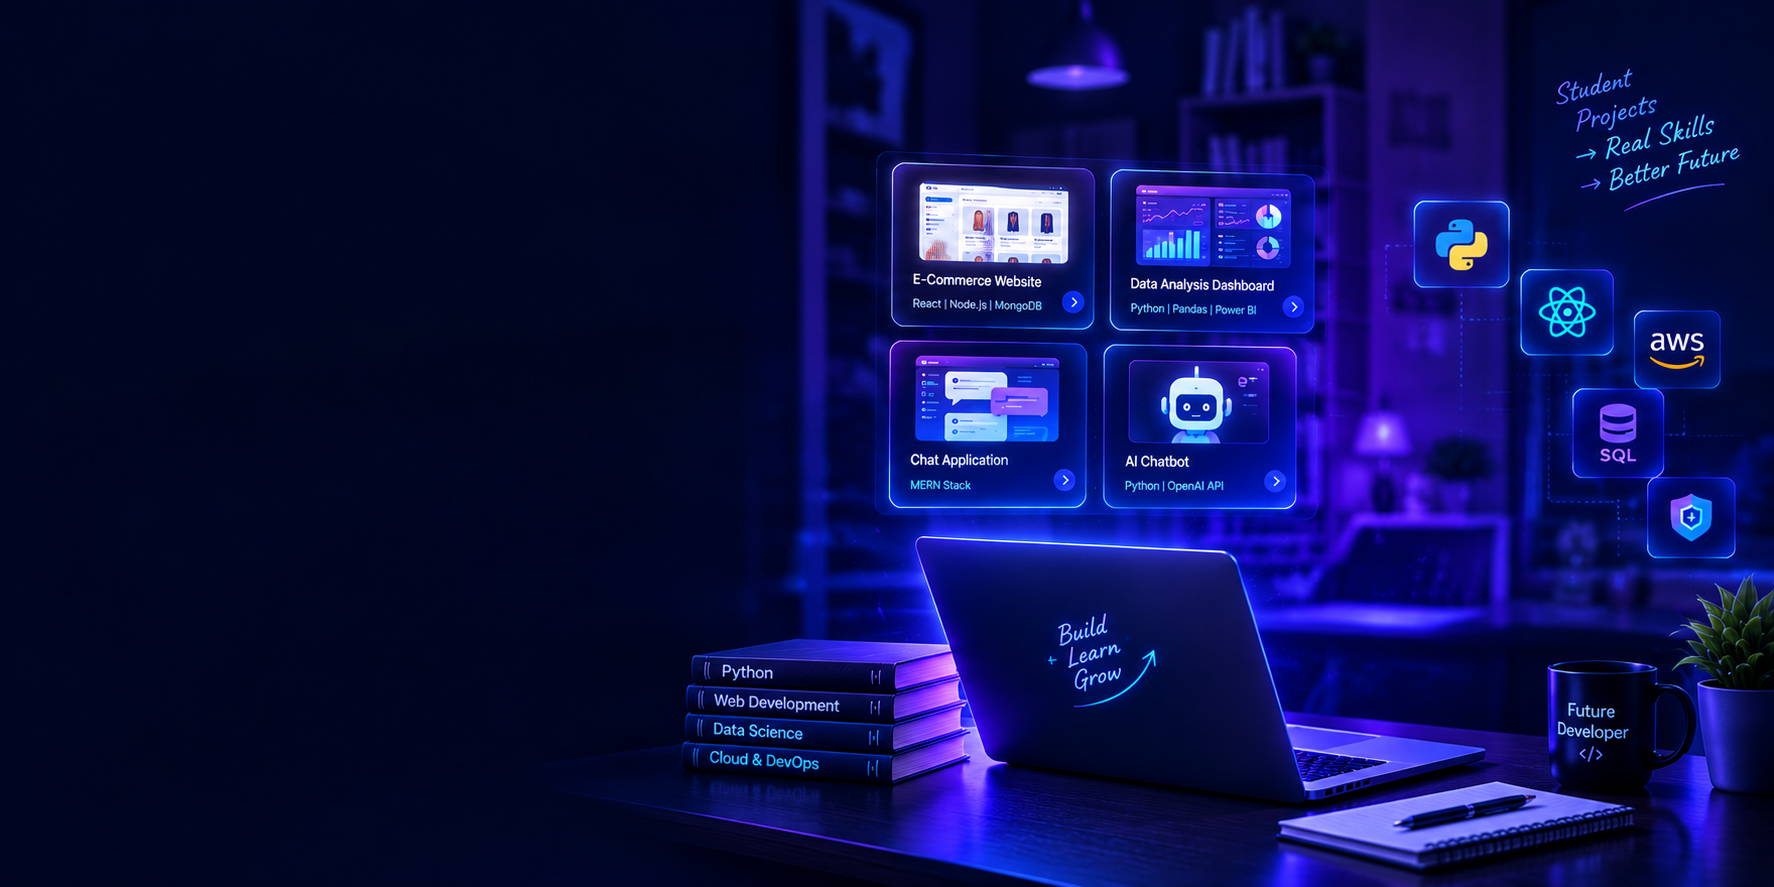 Student
Projects
→ Real Skills
→ Better Future
E-Commerce Website
React | Node.js | MongoDB
Data Analysis Dashboard
Python | Pandas | Power BI
Chat Application
MERN Stack
AI Chatbot
Python | OpenAI API
aws
SQL
Build
Learn
Grow
Python
Web Development
Data Science
Cloud & DevOps
Future
Developer
</>